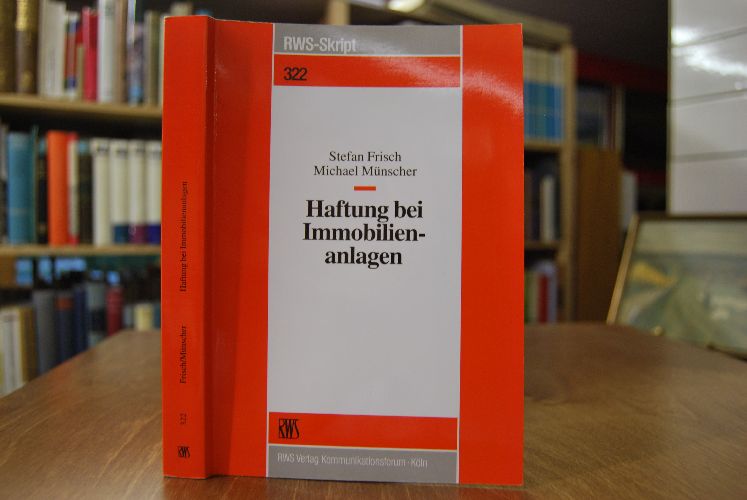 RWS-Skript
322
Stefan Frisch
Michael Münscher
Haftung bei
Immobilien-
anlagen
RWS
RWS Verlag Kommunikationsforum · Köln
Haftung bei Immobilienanlagen
Frisch/Münscher
322
RWS